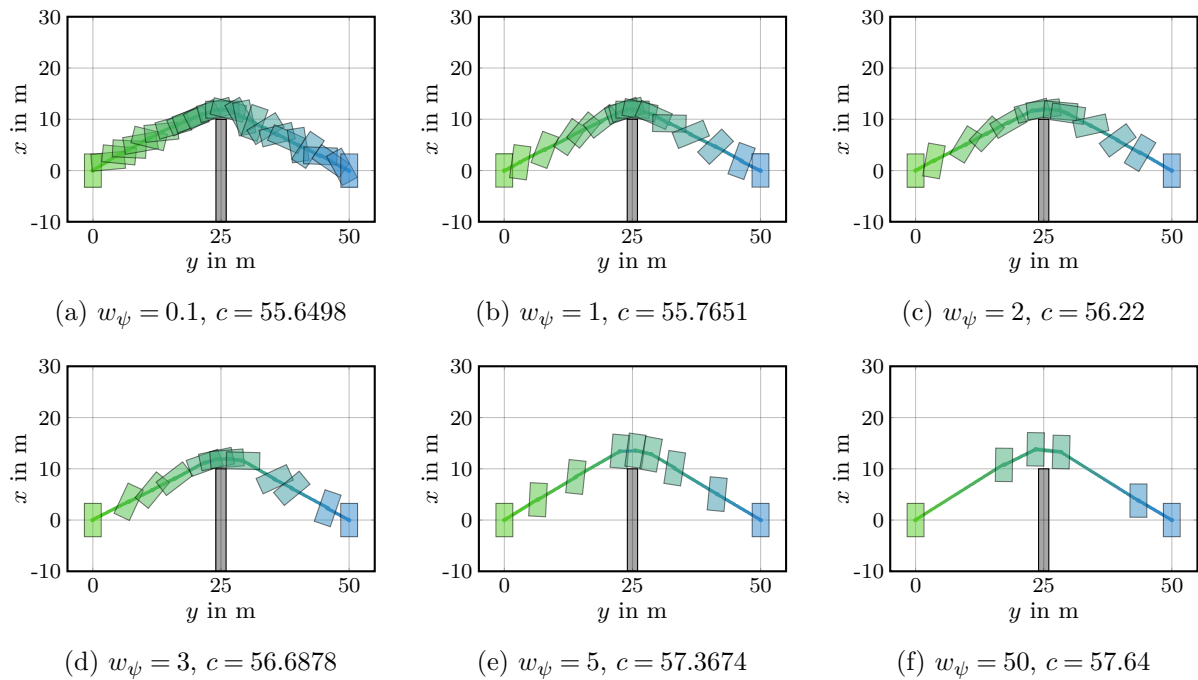 30
20
10
0
-10
x in m
0 25 50
y in m
(a) w_ψ = 0.1, c = 55.6498
30
20
10
0
-10
x in m
0 25 50
y in m
(b) w_ψ = 1, c = 55.7651
30
20
10
0
-10
x in m
0 25 50
y in m
(c) w_ψ = 2, c = 56.22
30
20
10
0
-10
x in m
0 25 50
y in m
(d) w_ψ = 3, c = 56.6878
30
20
10
0
-10
x in m
0 25 50
y in m
(e) w_ψ = 5, c = 57.3674
30
20
10
0
-10
x in m
0 25 50
y in m
(f) w_ψ = 50, c = 57.64